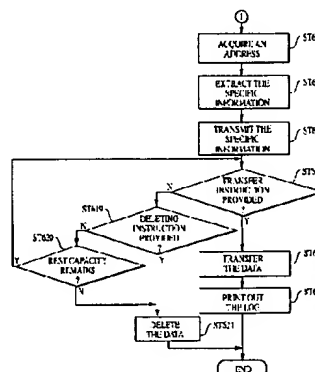 1
ACQUIRE AN
ADDRESS
EXTRACT THE
SPECIFIC
INFORMATION
TRANSMIT THE
SPECIFIC
INFORMATION
TRANSFER
INSTRUCTION
PROVIDED
?
N
ST619
DELETING
INSTRUCTION
PROVIDED
?
N
Y
ST620
REST CAPACITY
REMAINS
?
Y
Y
N
TRANSFER
THE DATA
PRINT OUT
THE LOG
DELETE
THE DATA
END